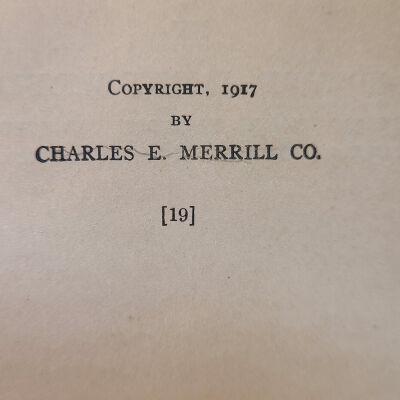 COPYRIGHT, 1917
BY
CHARLES E. MERRILL CO.
[19]